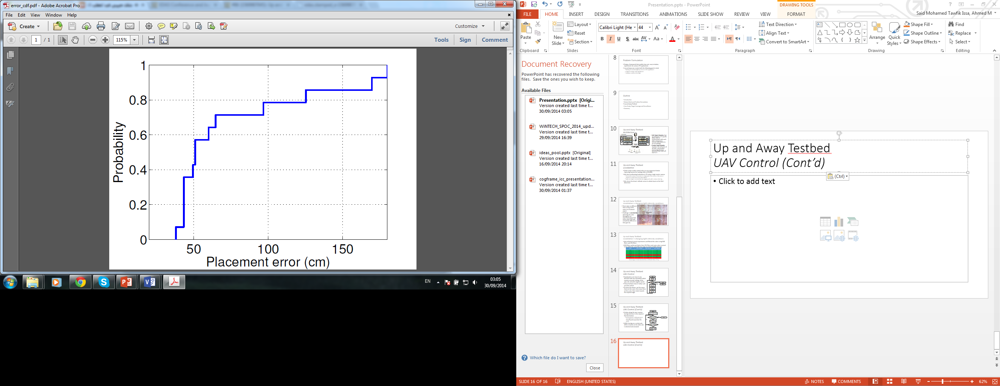 error_cdf.pdf - Adobe Acrobat Pro
File Edit View Window Help
Create
Customize
1 / 1
115%
Tools Sign Comment
1
0.8
0.6
0.4
0.2
0
Probability
50 100 150
Placement error (cm)
EN
03:05
30/09/2014
Presentation.pptx - PowerPoint
DRAWING TOOLS
FILE HOME INSERT DESIGN TRANSITIONS ANIMATIONS SLIDE SHOW REVIEW VIEW FORMAT
Said Mohamed Tawfik Issa, Ahmed M
Paste
New
Slide
Layout
Reset
Section
Calibri Light (He 44
B I U S abc AV Aa A
Text Direction
Align Text
Convert to SmartArt
Arrange
Quick
Styles
Shape Fill
Shape Outline
Shape Effects
Find
Replace
Select
Clipboard Slides Font Paragraph Drawing Editing
Document Recovery
PowerPoint has recovered the following
files. Save the ones you wish to keep.
Available Files
Presentation.pptx [Origi...
Version created last time t...
30/09/2014 03:05
WiNTECH_SPOC_2014_upd...
Version created last time t...
29/09/2014 16:39
ideas_pool.pptx [Original]
Version created last time t...
16/09/2014 20:14
cogframe_icc_presentation...
Version created last time t...
30/09/2014 01:37
Which file do I want to save?
Close
8
Problem Formulation
9
Outline
10
Up and Away Testbed
Architecture
11
Up and Away Testbed
Localization
12
Up and Away Testbed
Localization – changing light intensity conditions
13
Up and Away Testbed
Localization – changing light intensity conditions
14
Up and Away Testbed
UAV Control
15
Up and Away Testbed
UAV Control (Cont'd)
16
Up and Away Testbed
UAV Control (Cont'd)
Up and Away Testbed
UAV Control (Cont'd)
(Ctrl)
• Click to add text
SLIDE 16 OF 16 ENGLISH (UNITED STATES)
NOTES COMMENTS 62%